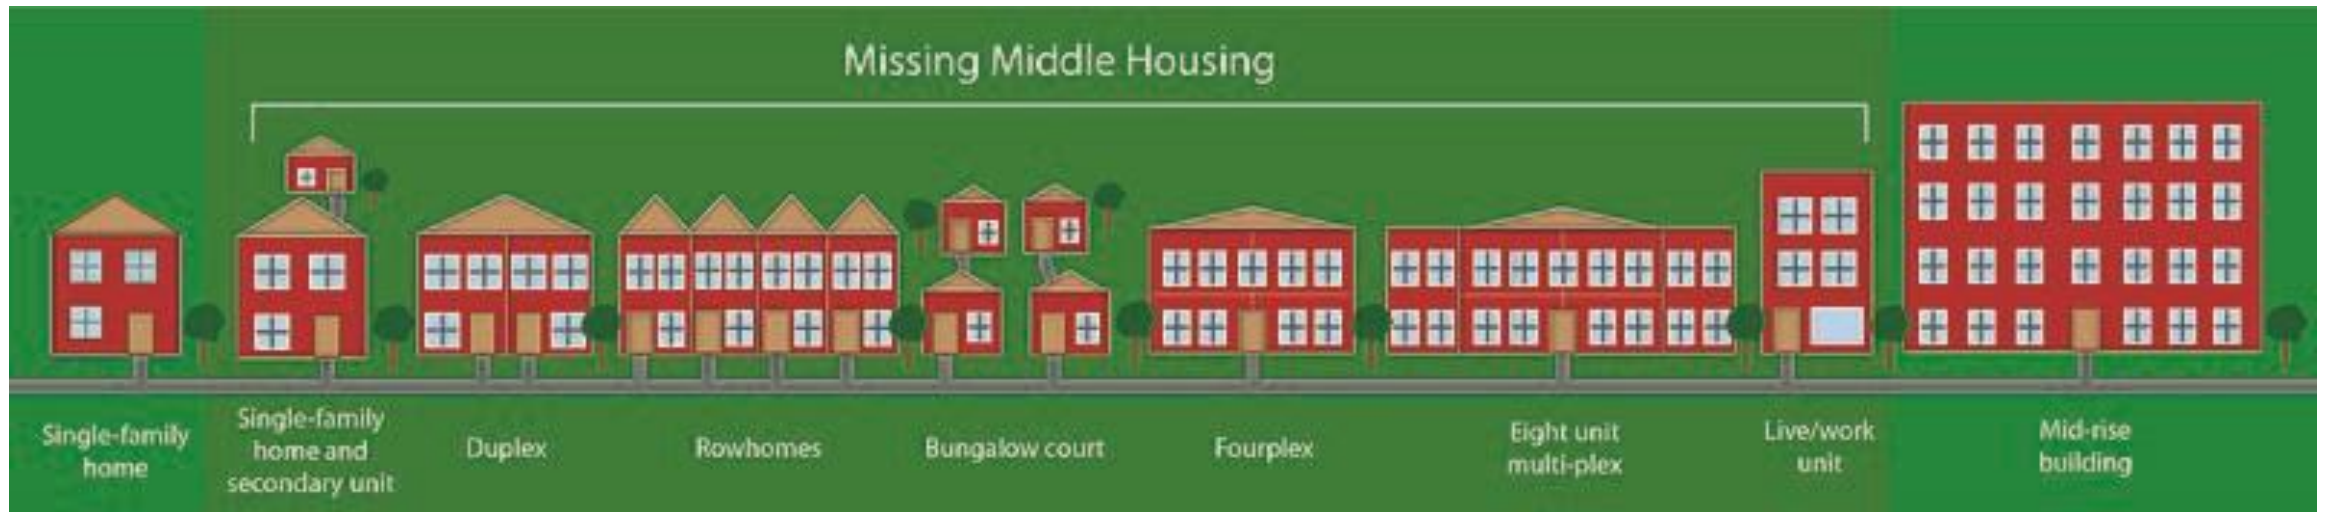 Missing Middle Housing
Single-family
home
Single-family
home and
secondary unit
Duplex
Rowhomes
Bungalow court
Fourplex
Eight unit
multi-plex
Live/work
unit
Mid-rise
building